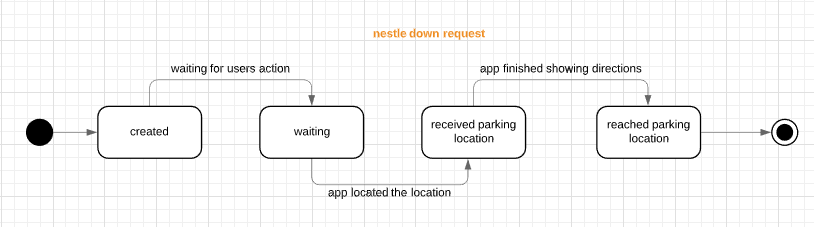 nestle down request
waiting for users action
app finished showing directions
created
waiting
received parking
location
reached parking
location
app located the location